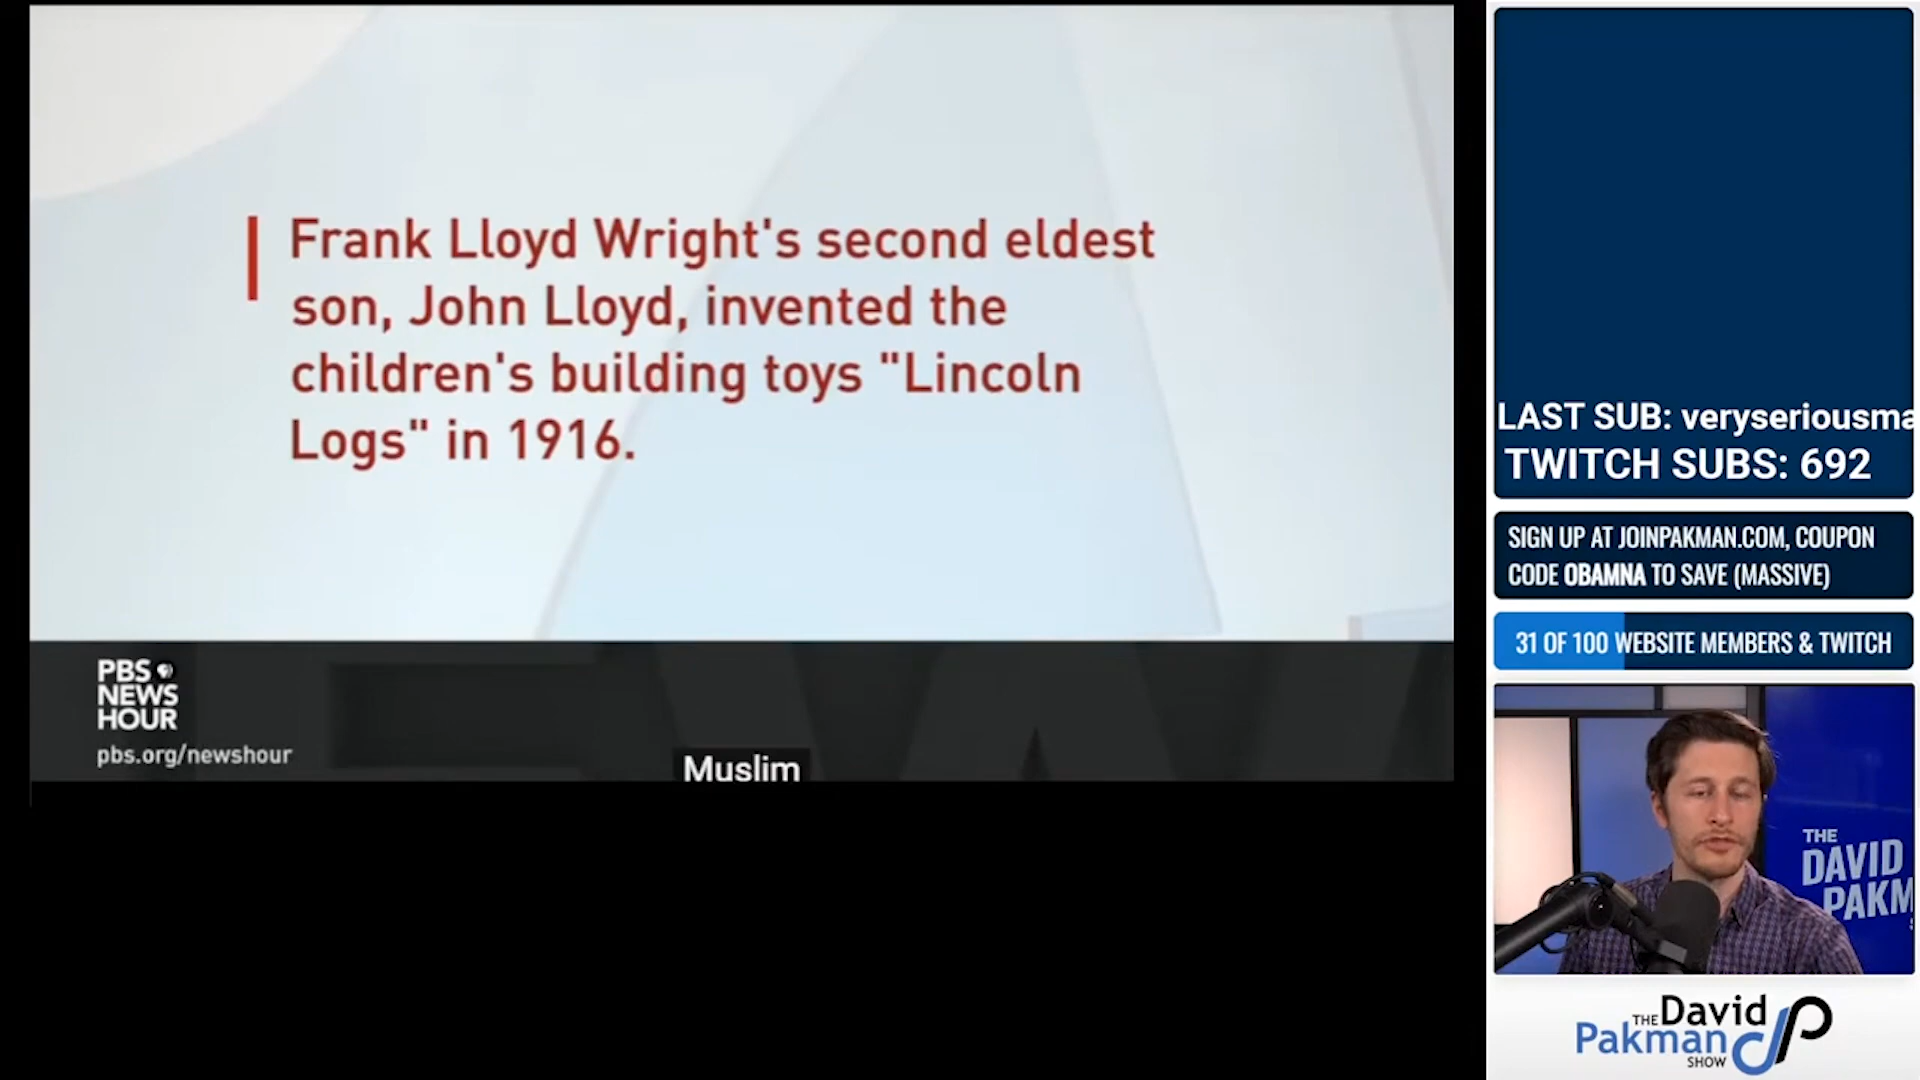 Frank Lloyd Wright's second eldest
son, John Lloyd, invented the
children's building toys "Lincoln
Logs" in 1916.
PBS
NEWS
HOUR
pbs.org/newshour
Muslim
LAST SUB: veryseriousma
TWITCH SUBS: 692
SIGN UP AT JOINPAKMAN.COM, COUPON
CODE OBAMNA TO SAVE (MASSIVE)
31 OF 100 WEBSITE MEMBERS & TWITCH
THE
DAVID
PAKM
THE David
Pakman
SHOW